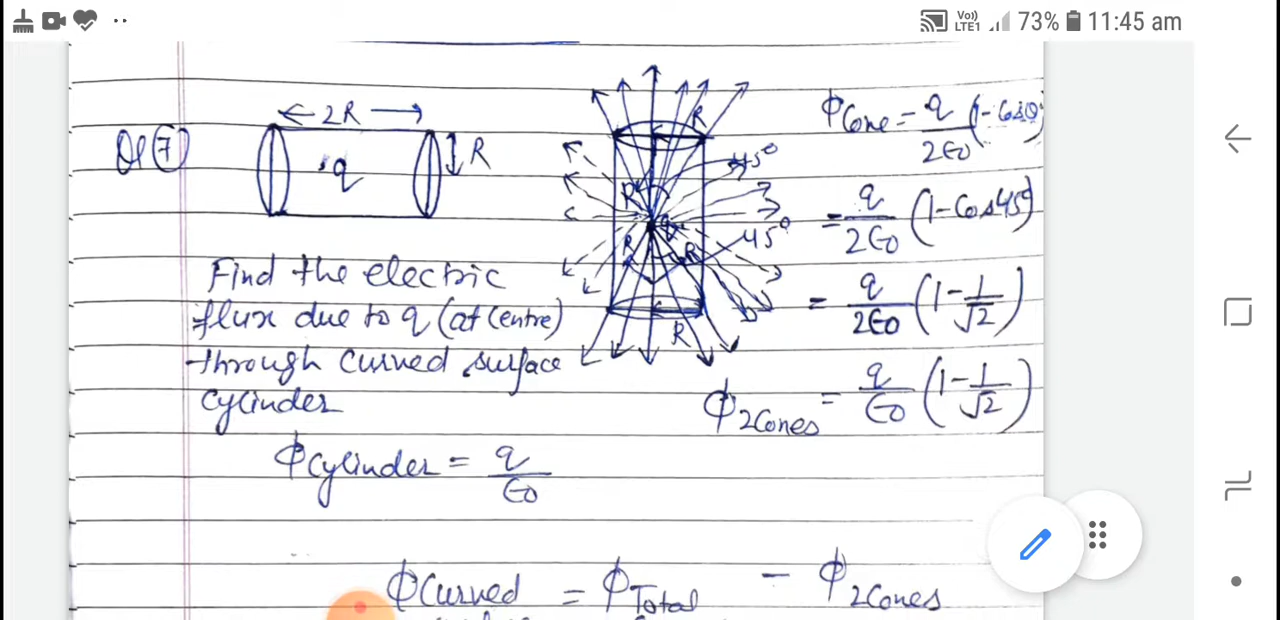 Vo)) LTE1 73% 11:45 am
Q(7)
← 2R →
R
q
Find the electric
flux due to q (at centre)
through curved surface
cylinder
ϕcylinder = q/ϵ0
R
45°
R
45°
R
R
R
ϕCone = q/2ϵ0 (1-Cosθ)
= q/2ϵ0 (1-Cos45°)
= q/2ϵ0 (1-1/√2)
ϕ2Cones = q/ϵ0 (1-1/√2)
ϕCurved = ϕTotal - ϕ2Cones